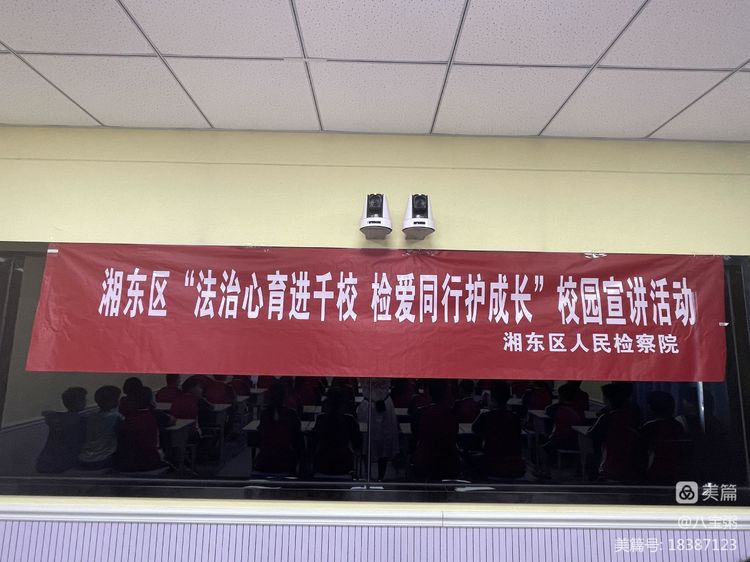 湘东区“法治心育进千校 检爱同行护成长”校园宣讲活动
湘东区人民检察院
美篇
美篇号: 18387123